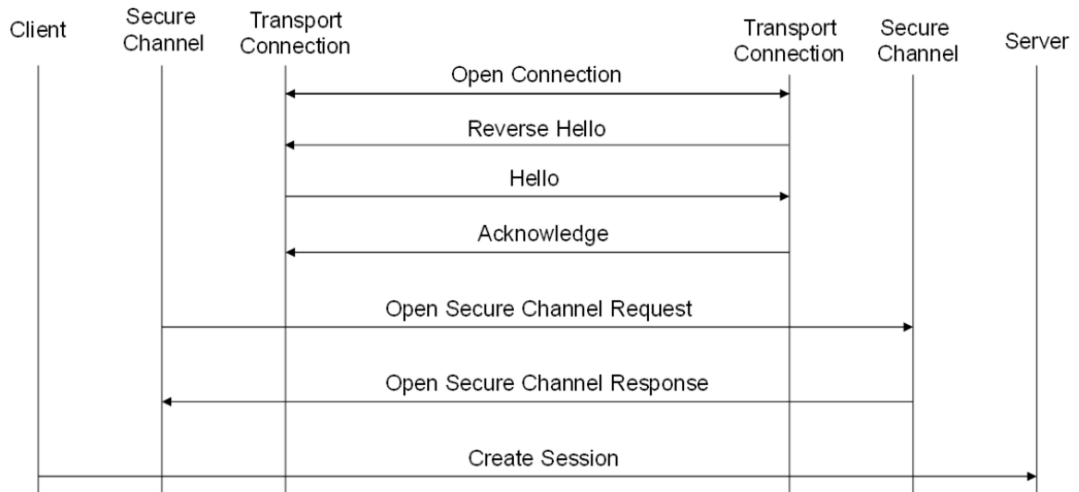 Client
Secure
Channel
Transport
Connection
Transport
Connection
Secure
Channel
Server
Open Connection
Reverse Hello
Hello
Acknowledge
Open Secure Channel Request
Open Secure Channel Response
Create Session